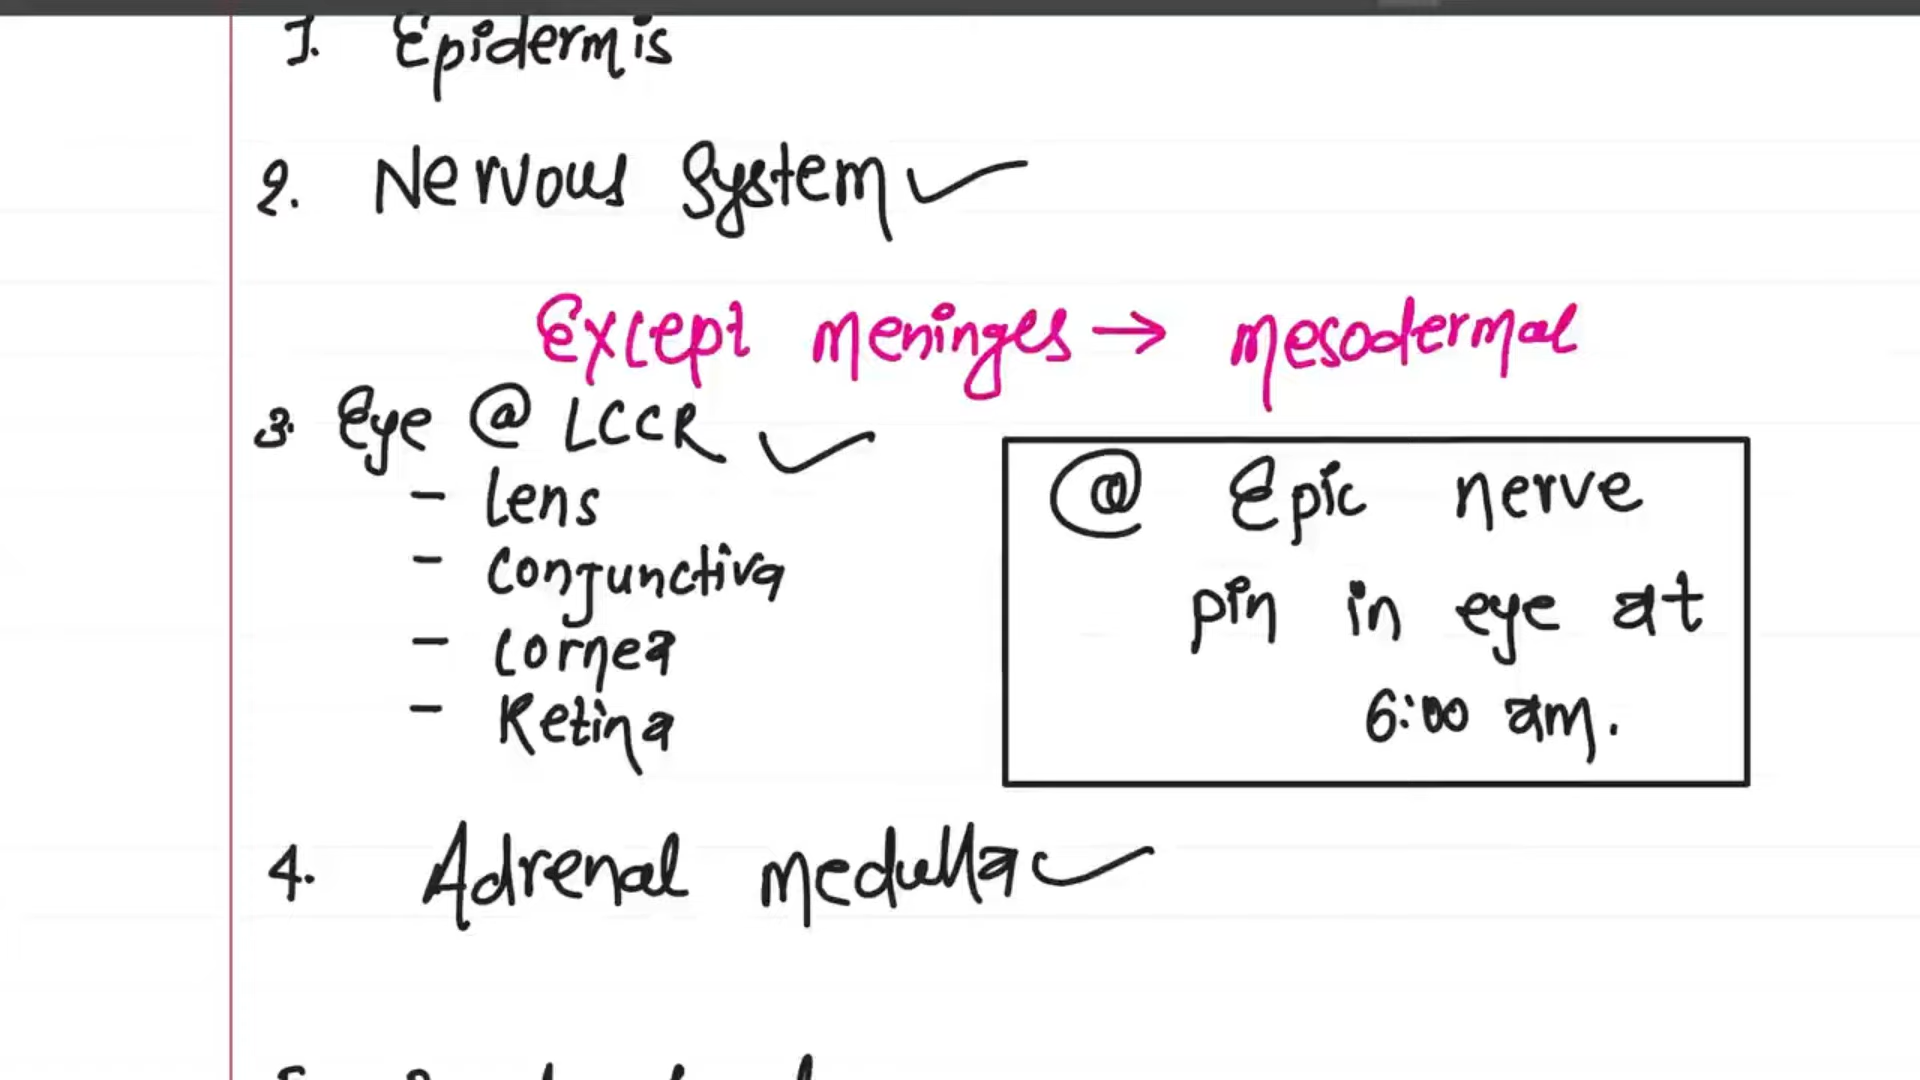 1. Epidermis
2. Nervous System
Except meninges → mesodermal
3. Eye @ LCCR
- Lens
- Conjunctiva
- Cornea
- Retina
@ Epic nerve
pin in eye at
6:00 am.
4. Adrenal medulla